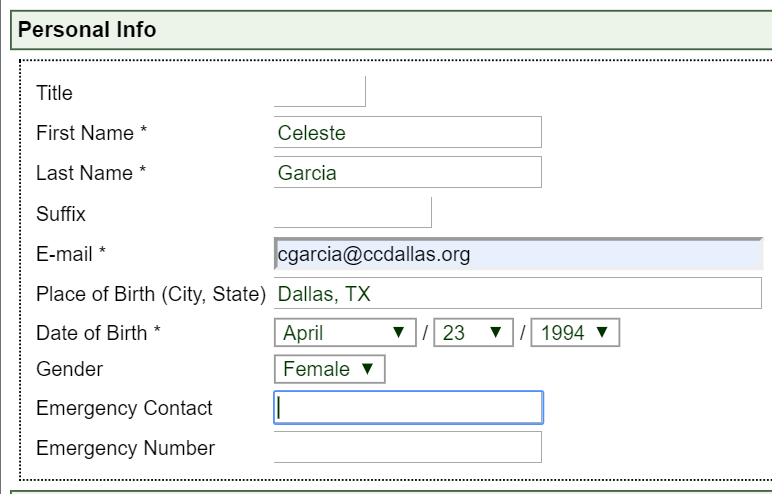 Personal Info
Title
First Name * Celeste
Last Name * Garcia
Suffix
E-mail * cgarcia@ccdallas.org
Place of Birth (City, State) Dallas, TX
Date of Birth * April / 23 / 1994
Gender Female
Emergency Contact
Emergency Number